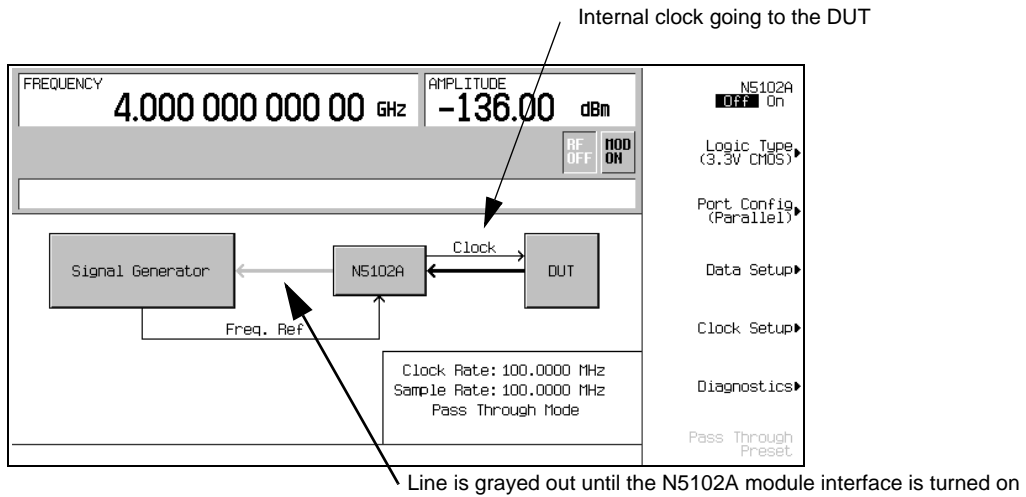 Internal clock going to the DUT
FREQUENCY
4.000 000 000 00 GHz
AMPLITUDE
-136.00 dBm
RF
OFF
MOD
ON
N5102A
Off On
Logic Type
(3.3V CMOS)
Port Config
(Parallel)
Data Setup
Clock Setup
Diagnostics
Pass Through
Preset
Signal Generator
N5102A
Clock
DUT
Freq. Ref
Clock Rate: 100.0000 MHz
Sample Rate: 100.0000 MHz
Pass Through Mode
Line is grayed out until the N5102A module interface is turned on